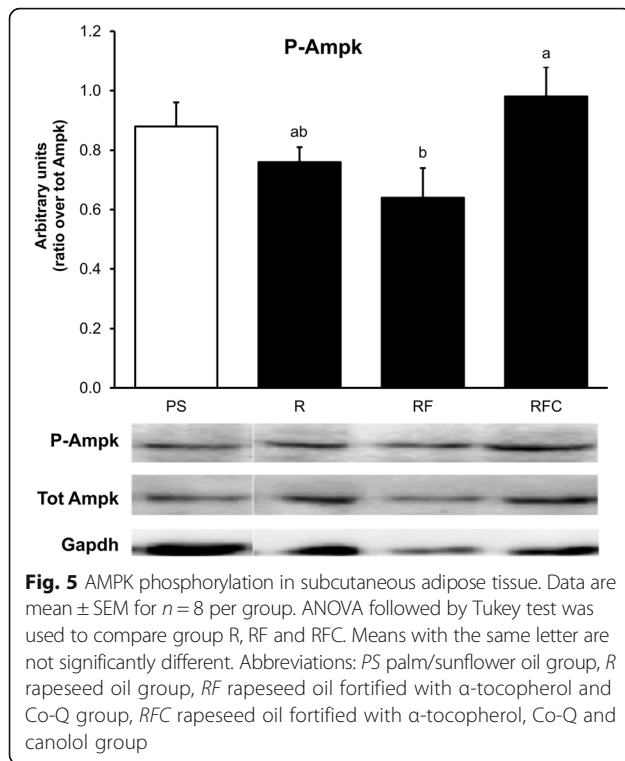 P-Ampk
1.2
1.0
0.8
0.6
0.4
0.2
0.0
Arbitrary units
(ratio over tot Ampk)
ab
b
a
PS R RF RFC
P-Ampk
Tot Ampk
Gapdh
Fig. 5 AMPK phosphorylation in subcutaneous adipose tissue. Data are
mean ± SEM for n = 8 per group. ANOVA followed by Tukey test was
used to compare group R, RF and RFC. Means with the same letter are
not significantly different. Abbreviations: PS palm/sunflower oil group, R
rapeseed oil group, RF rapeseed oil fortified with α-tocopherol and
Co-Q group, RFC rapeseed oil fortified with α-tocopherol, Co-Q and
canolol group